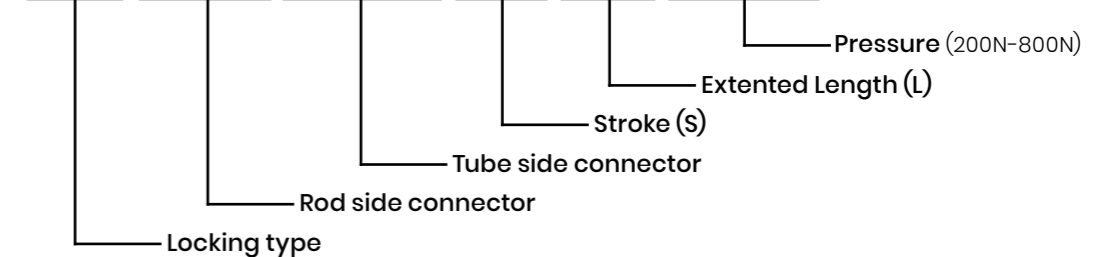 Pressure (200N-800N)
Extented Length (L)
Stroke (S)
Tube side connector
Rod side connector
Locking type